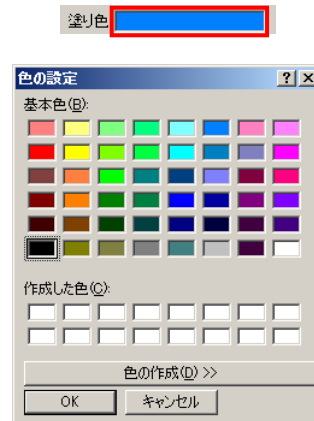 塗り色
色の設定
基本色(B):
作成した色(C):
色の作成(D) >>
OK
キャンセル